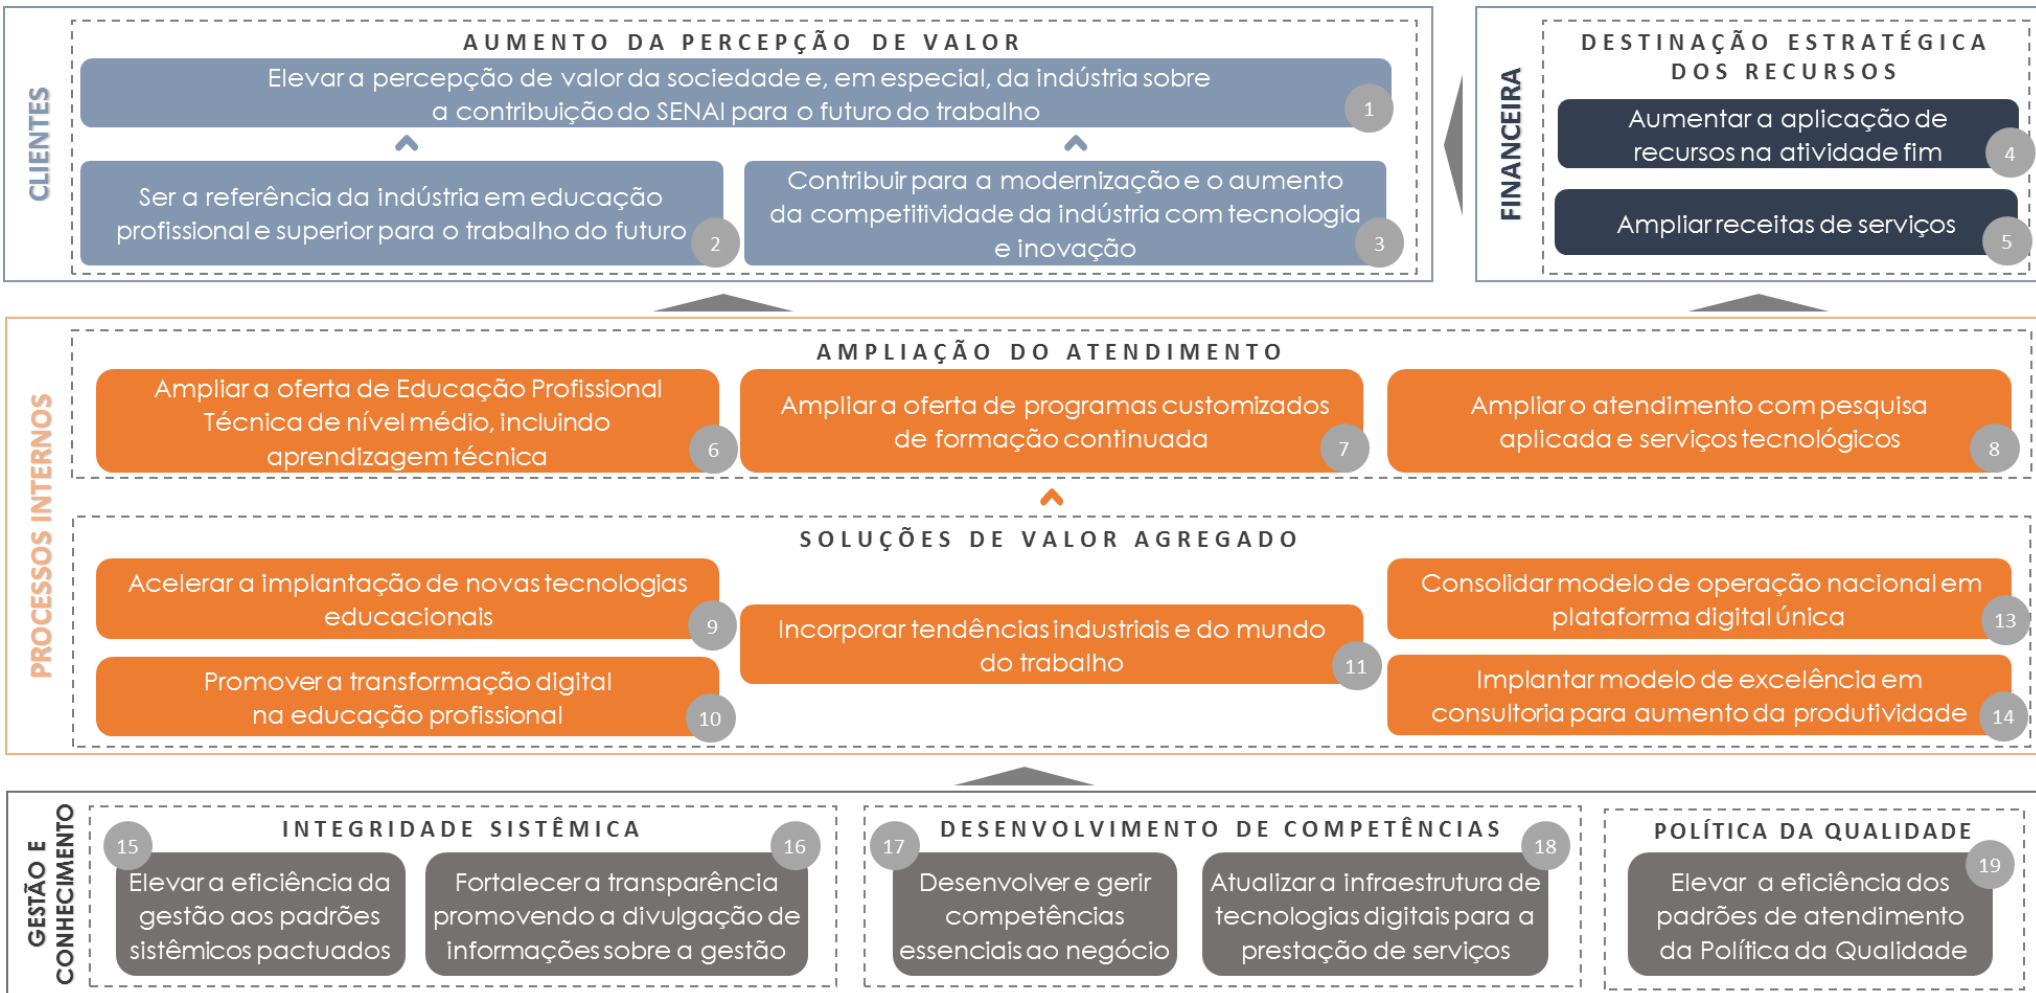 CLIENTES
AUMENTO DA PERCEPÇÃO DE VALOR
Elevar a percepção de valor da sociedade e, em especial, da indústria sobre
a contribuição do SENAI para o futuro do trabalho
1
Ser a referência da indústria em educação
profissional e superior para o trabalho do futuro
2
Contribuir para a modernização e o aumento
da competitividade da indústria com tecnologia
e inovação
3
FINANCEIRA
DESTINAÇÃO ESTRATÉGICA
DOS RECURSOS
Aumentar a aplicação de
recursos na atividade fim
4
Ampliar receitas de serviços
5
PROCESSOS INTERNOS
AMPLIAÇÃO DO ATENDIMENTO
Ampliar a oferta de Educação Profissional
Técnica de nível médio, incluindo
aprendizagem técnica
6
Ampliar a oferta de programas customizados
de formação continuada
7
Ampliar o atendimento com pesquisa
aplicada e serviços tecnológicos
8
SOLUÇÕES DE VALOR AGREGADO
Acelerar a implantação de novas tecnologias
educacionais
9
Promover a transformação digital
na educação profissional
10
Incorporar tendências industriais e do mundo
do trabalho
11
Consolidar modelo de operação nacional em
plataforma digital única
13
Implantar modelo de excelência em
consultoria para aumento da produtividade
14
GESTÃO E
CONHECIMENTO
INTEGRIDADE SISTÊMICA
15
Elevar a eficiência da
gestão aos padrões
sistêmicos pactuados
16
Fortalecer a transparência
promovendo a divulgação de
informações sobre a gestão
DESENVOLVIMENTO DE COMPETÊNCIAS
17
Desenvolver e gerir
competências
essenciais ao negócio
18
Atualizar a infraestrutura de
tecnologias digitais para a
prestação de serviços
POLÍTICA DA QUALIDADE
19
Elevar a eficiência dos
padrões de atendimento
da Política da Qualidade